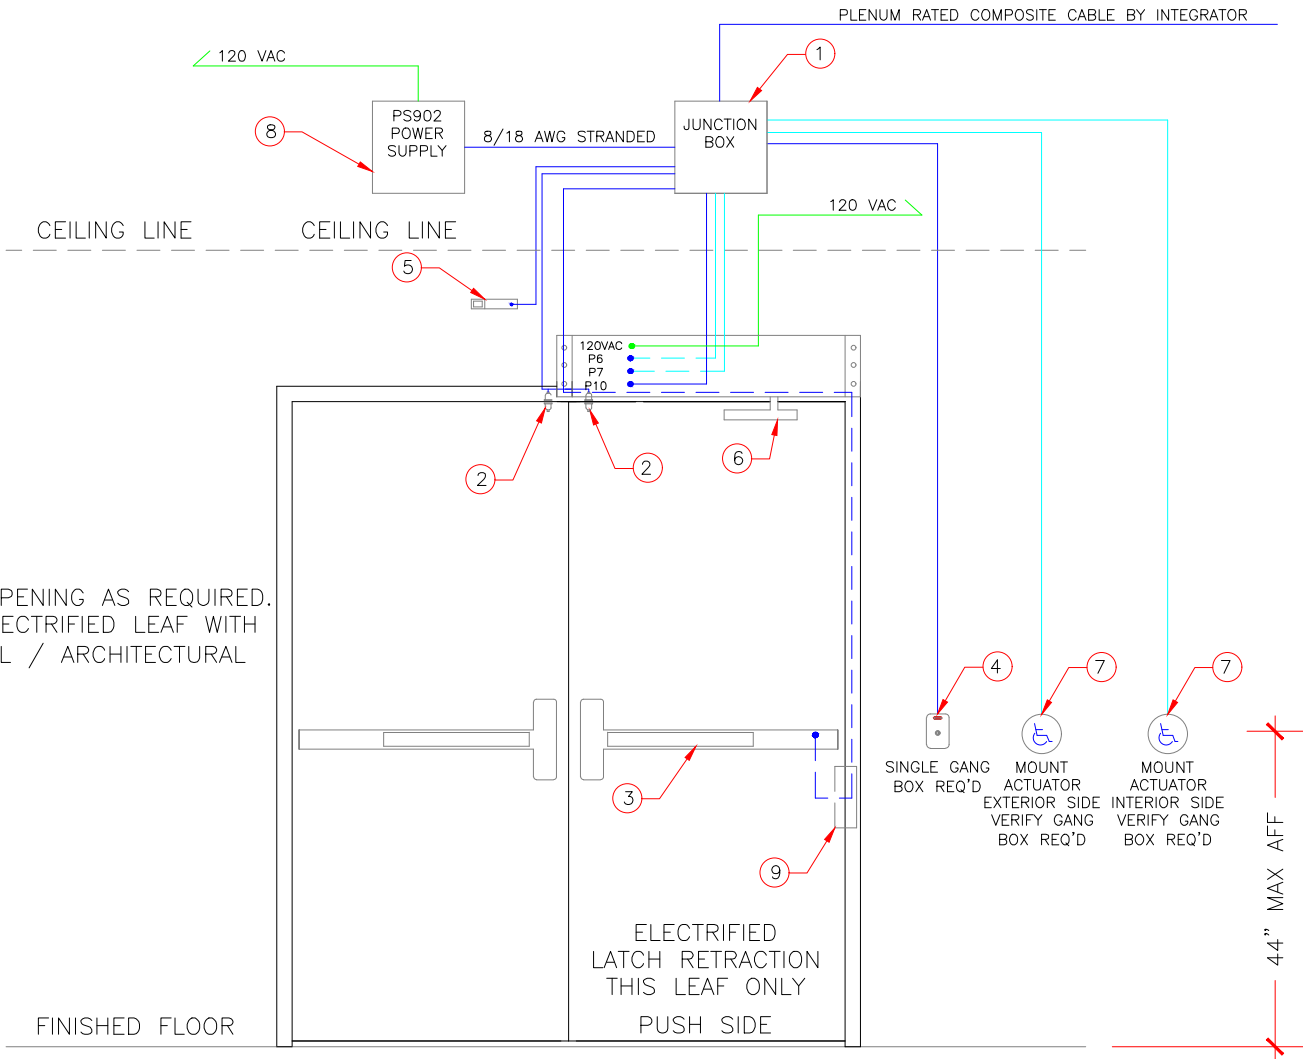 PLENUM RATED COMPOSITE CABLE BY INTEGRATOR
1
120 VAC
PS902
POWER
SUPPLY
8
8/18 AWG STRANDED
JUNCTION
BOX
120 VAC
CEILING LINE
CEILING LINE
5
120VAC
P6
P7
P10
2
2
6
PENING AS REQUIRED.
ECTRIFIED LEAF WITH
L / ARCHITECTURAL
4
7
7
SINGLE GANG
BOX REQ'D
MOUNT
ACTUATOR
EXTERIOR SIDE
VERIFY GANG
BOX REQ'D
MOUNT
ACTUATOR
INTERIOR SIDE
VERIFY GANG
BOX REQ'D
3
9
44" MAX AFF
ELECTRIFIED
LATCH RETRACTION
THIS LEAF ONLY
PUSH SIDE
FINISHED FLOOR